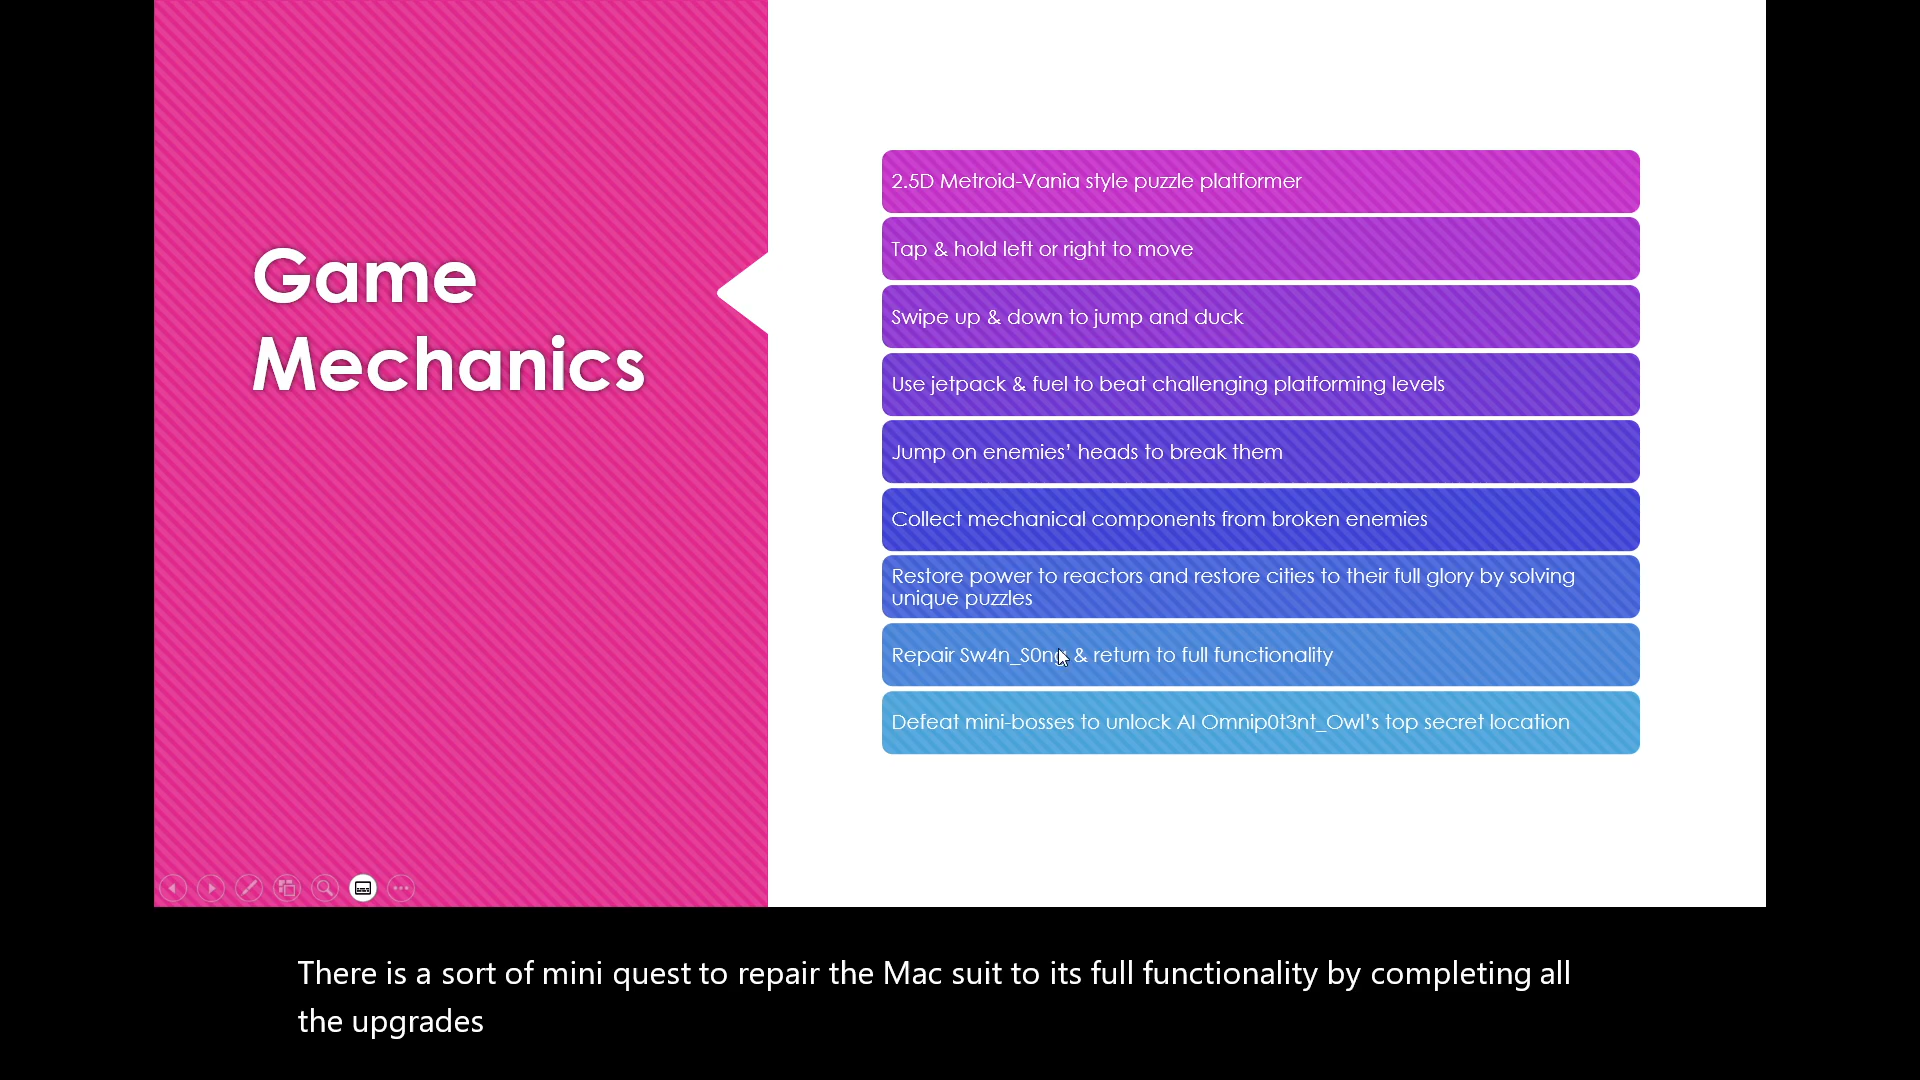 Game
Mechanics
2.5D Metroid-Vania style puzzle platformer
Tap & hold left or right to move
Swipe up & down to jump and duck
Use jetpack & fuel to beat challenging platforming levels
Jump on enemies’ heads to break them
Collect mechanical components from broken enemies
Restore power to reactors and restore cities to their full glory by solving
unique puzzles
Repair Sw4n_S0ng & return to full functionality
Defeat mini-bosses to unlock AI Omnip0t3nt_Owl’s top secret location
There is a sort of mini quest to repair the Mac suit to its full functionality by completing all
the upgrades